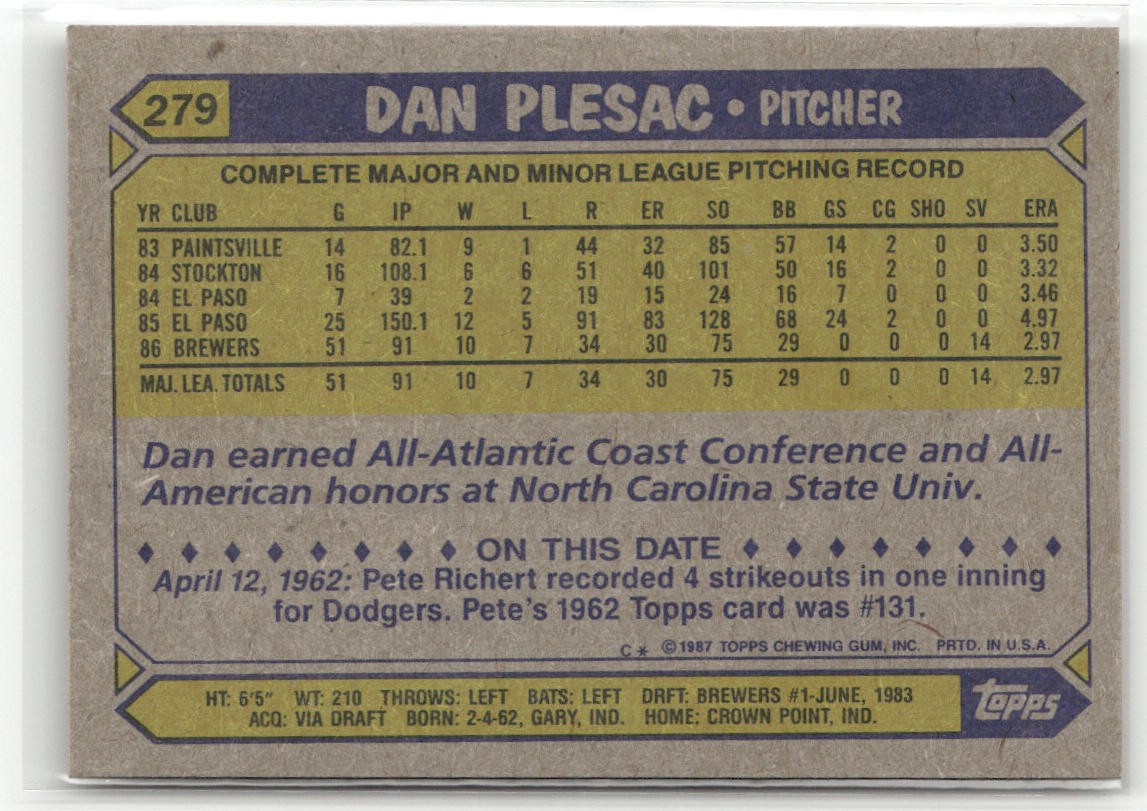 279
DAN PLESAC • PITCHER
COMPLETE MAJOR AND MINOR LEAGUE PITCHING RECORD
YR CLUB G IP W L R ER SO BB GS CG SHO SV ERA
83 PAINTSVILLE 14 82.1 9 1 44 32 85 57 14 2 0 0 3.50
84 STOCKTON 16 108.1 6 6 51 40 101 50 16 2 0 0 3.32
84 EL PASO 7 39 2 2 19 15 24 16 7 0 0 0 3.46
85 EL PASO 25 150.1 12 5 91 83 128 68 24 2 0 0 4.97
86 BREWERS 51 91 10 7 34 30 75 29 0 0 0 14 2.97
MAJ. LEA. TOTALS 51 91 10 7 34 30 75 29 0 0 0 14 2.97
Dan earned All-Atlantic Coast Conference and All-
American honors at North Carolina State Univ.
♦ ♦ ♦ ♦ ♦ ♦ ♦ ♦ ON THIS DATE ♦ ♦ ♦ ♦ ♦ ♦ ♦ ♦
April 12, 1962: Pete Richert recorded 4 strikeouts in one inning
for Dodgers. Pete's 1962 Topps card was #131.
C* ©1987 TOPPS CHEWING GUM, INC. PRTD. IN U.S.A.
HT: 6'5" WT: 210 THROWS: LEFT BATS: LEFT DRFT: BREWERS #1-JUNE, 1983
ACQ: VIA DRAFT BORN: 2-4-62, GARY, IND. HOME: CROWN POINT, IND.
topps